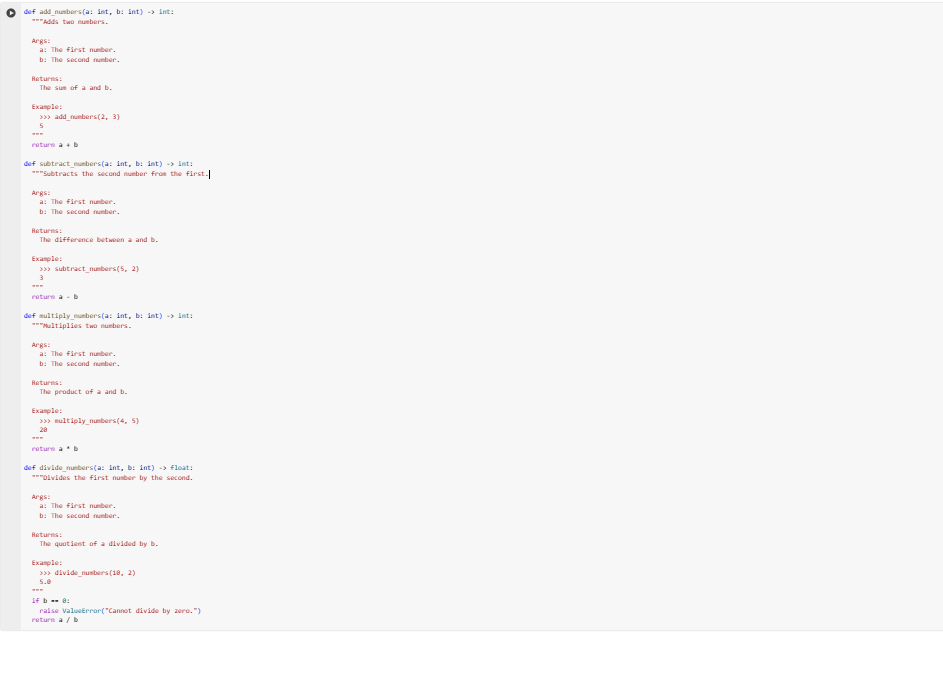 def add_numbers(a: int, b: int) -> int:
  """Adds two numbers.

  Args:
    a: The first number.
    b: The second number.

  Returns:
    The sum of a and b.

  Example:
    >>> add_numbers(2, 3)
    5
  """
  return a + b

def subtract_numbers(a: int, b: int) -> int:
  """Subtracts the second number from the first.

  Args:
    a: The first number.
    b: The second number.

  Returns:
    The difference between a and b.

  Example:
    >>> subtract_numbers(5, 2)
    3
  """
  return a - b

def multiply_numbers(a: int, b: int) -> int:
  """Multiplies two numbers.

  Args:
    a: The first number.
    b: The second number.

  Returns:
    The product of a and b.

  Example:
    >>> multiply_numbers(4, 5)
    20
  """
  return a * b

def divide_numbers(a: int, b: int) -> float:
  """Divides the first number by the second.

  Args:
    a: The first number.
    b: The second number.

  Returns:
    The quotient of a divided by b.

  Example:
    >>> divide_numbers(10, 2)
    5.0
  """
  if b == 0:
    raise ValueError("Cannot divide by zero.")
  return a / b